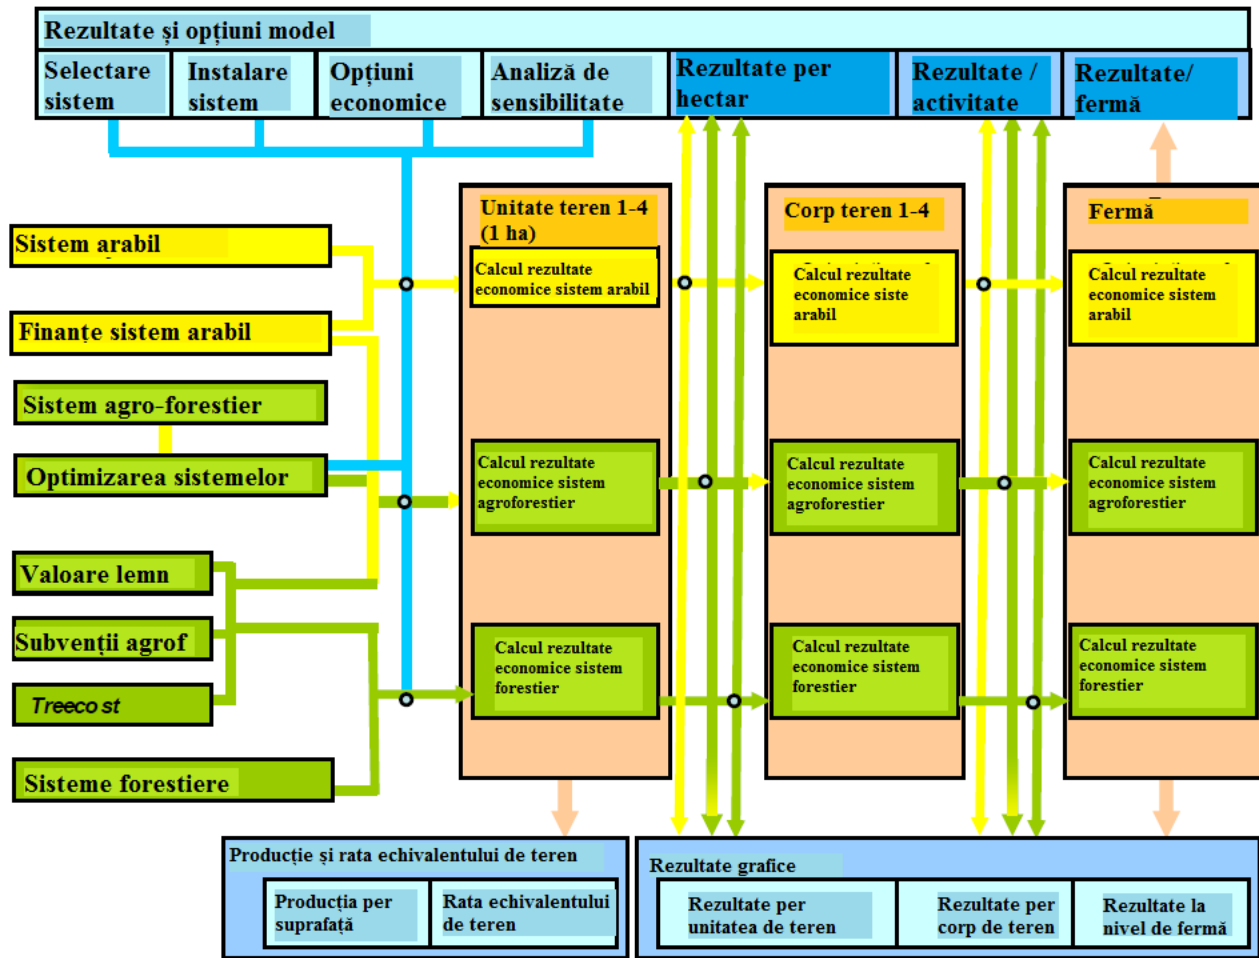 Rezultate și opțiuni model
Selectare
sistem
Instalare
sistem
Opțiuni
economice
Analiză de
sensibilitate
Rezultate per
hectar
Rezultate /
activitate
Rezultate/
fermă
Unitate teren 1-4
(1 ha)
Corp teren 1-4
Fermă
Sistem arabil
Finanțe sistem arabil
Sistem agro-forestier
Optimizarea sistemelor
Valoare lemn
Subvenții agrof
Treeco st
Sisteme forestiere
Calcul rezultate
economice sistem arabil
Calcul rezultate
economice siste
arabil
Calcul rezultate
economice sistem
arabil
Calcul rezultate
economice sistem
agroforestier
Calcul rezultate
economice sistem
agroforestier
Calcul rezultate
economice sistem
agroforestier
Calcul rezultate
economice sistem
forestier
Calcul rezultate
economice sistem
forestier
Calcul rezultate
economice sistem
forestier
Producție și rata echivalentului de teren
Producția per
suprafață
Rata echivalentului
de teren
Rezultate grafice
Rezultate per
unitatea de teren
Rezultate per
corp de teren
Rezultate la
nivel de fermă